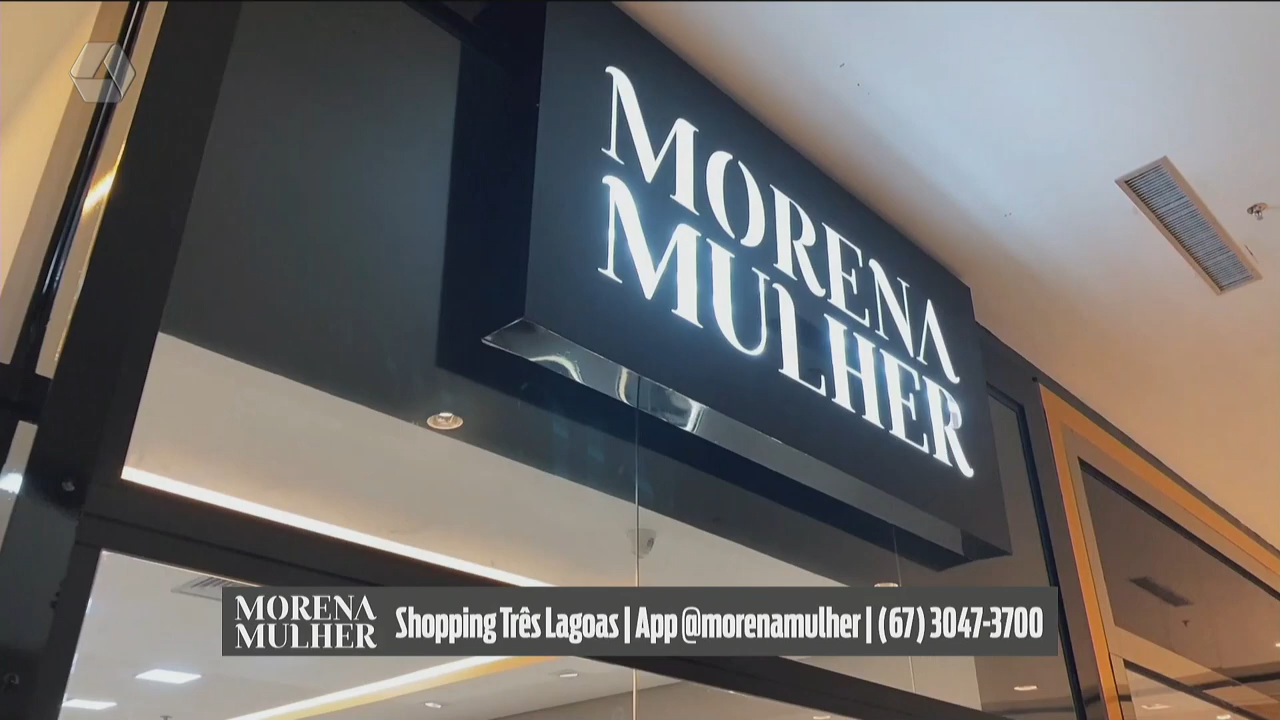 MORENA
MULHER
MORENA
MULHER
Shopping Três Lagoas | App @morenamulher | (67) 3047-3700